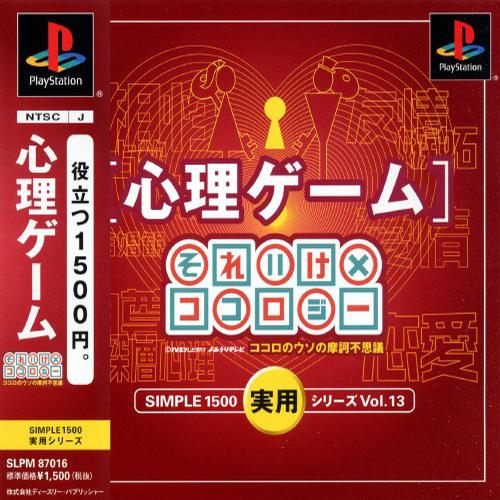 PlayStation
NTSC J
心理ゲーム
役立つ1500円。
それいけ×
ココロジー
ココロのウソの摩訶不思議
SIMPLE1500
実用シリーズ
SLPM 87016
標準価格¥1,500(税抜)
株式会社ディースリー・パブリッシャー
PlayStation
友情
恋愛
[心理ゲーム]
それいけ×
ココロジー
ココロのウソの摩訶不思議
SIMPLE1500 実用 シリーズ Vol.13